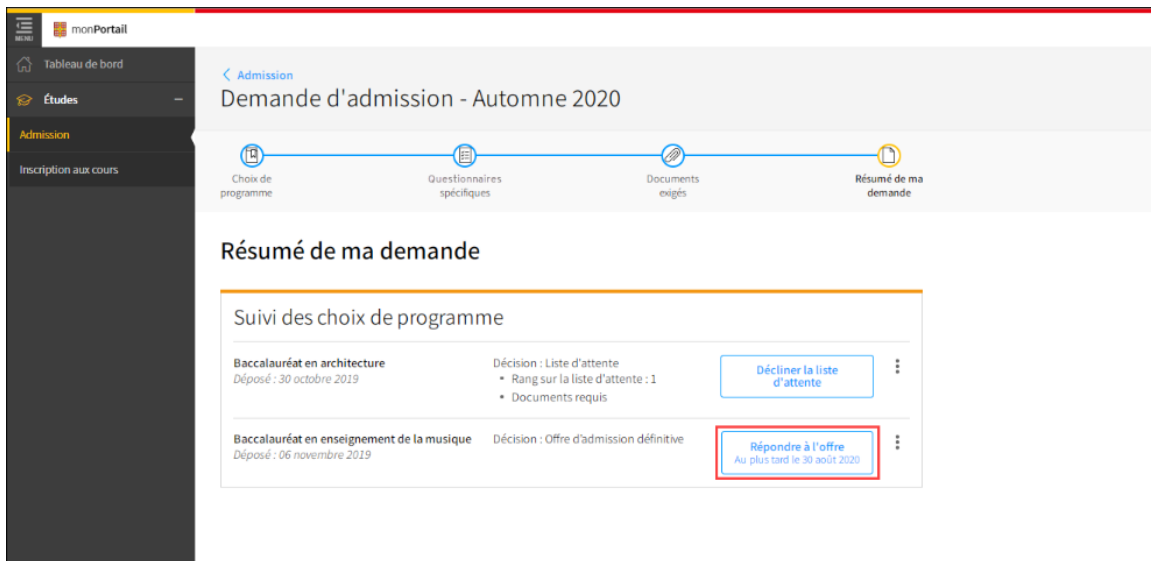 MENU
monPortail
Tableau de bord
Études
Admission
Inscription aux cours
Admission
Demande d'admission - Automne 2020
Choix de
programme
Questionnaires
spécifiques
Documents
exigés
Résumé de ma
demande
Résumé de ma demande
Suivi des choix de programme
Baccalauréat en architecture
Déposé : 30 octobre 2019
Décision : Liste d'attente
• Rang sur la liste d'attente : 1
• Documents requis
Décliner la liste
d'attente
Baccalauréat en enseignement de la musique
Déposé : 06 novembre 2019
Décision : Offre d'admission définitive
Répondre à l'offre
Au plus tard le 30 août 2020